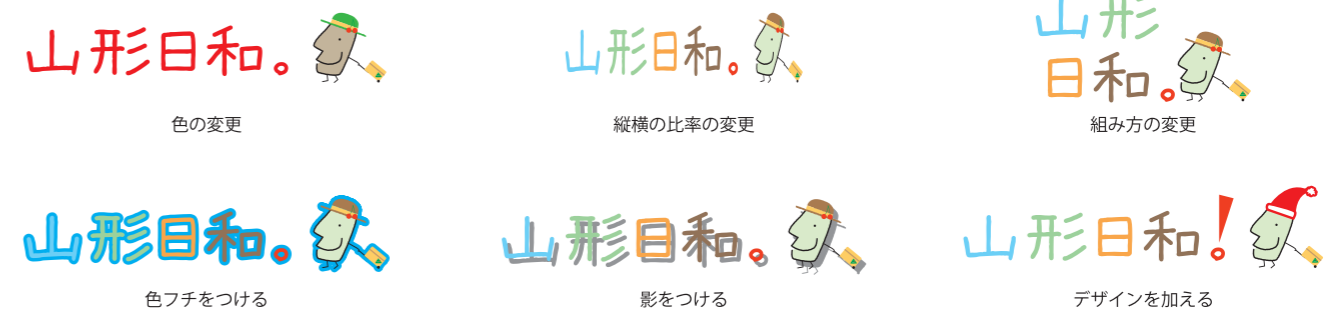 山形日和。
山形日和。
山形
日和。
色の変更
縦横の比率の変更
組み方の変更
山形日和。
山形日和。
山形日和!
色フチをつける
影をつける
デザインを加える